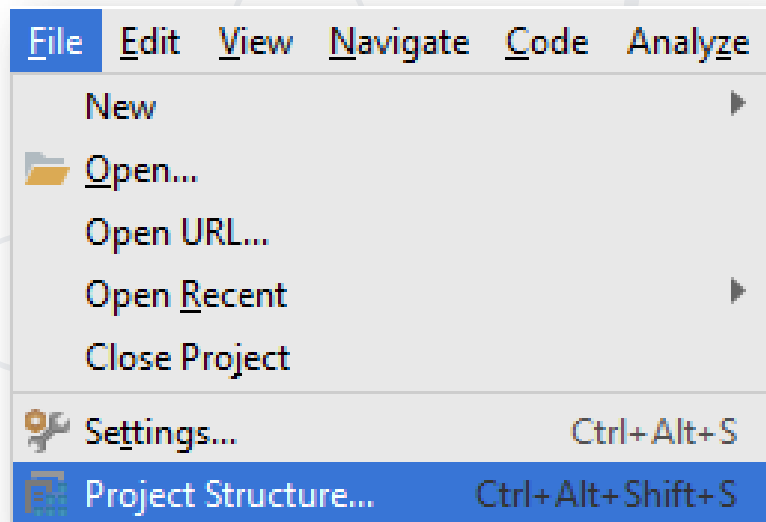 File Edit View Navigate Code Analyze
New
Open...
Open URL...
Open Recent
Close Project
Settings... Ctrl+Alt+S
Project Structure... Ctrl+Alt+Shift+S